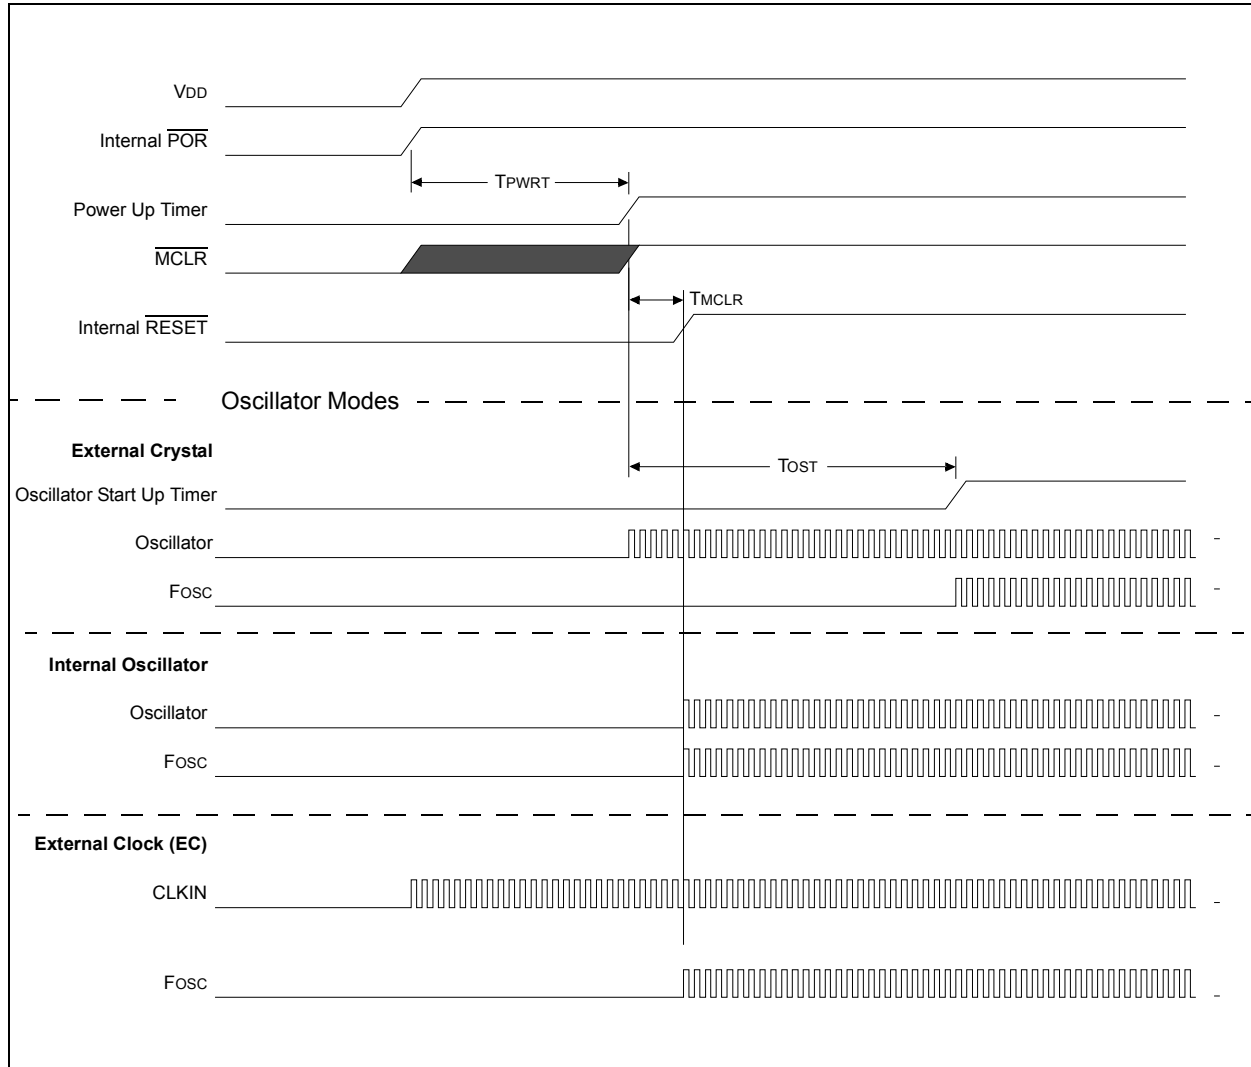 VDD
Internal POR
TPWRT
Power Up Timer
MCLR
TMCLR
Internal RESET
Oscillator Modes
External Crystal
TOST
Oscillator Start Up Timer
Oscillator
FOSC
Internal Oscillator
Oscillator
FOSC
External Clock (EC)
CLKIN
FOSC